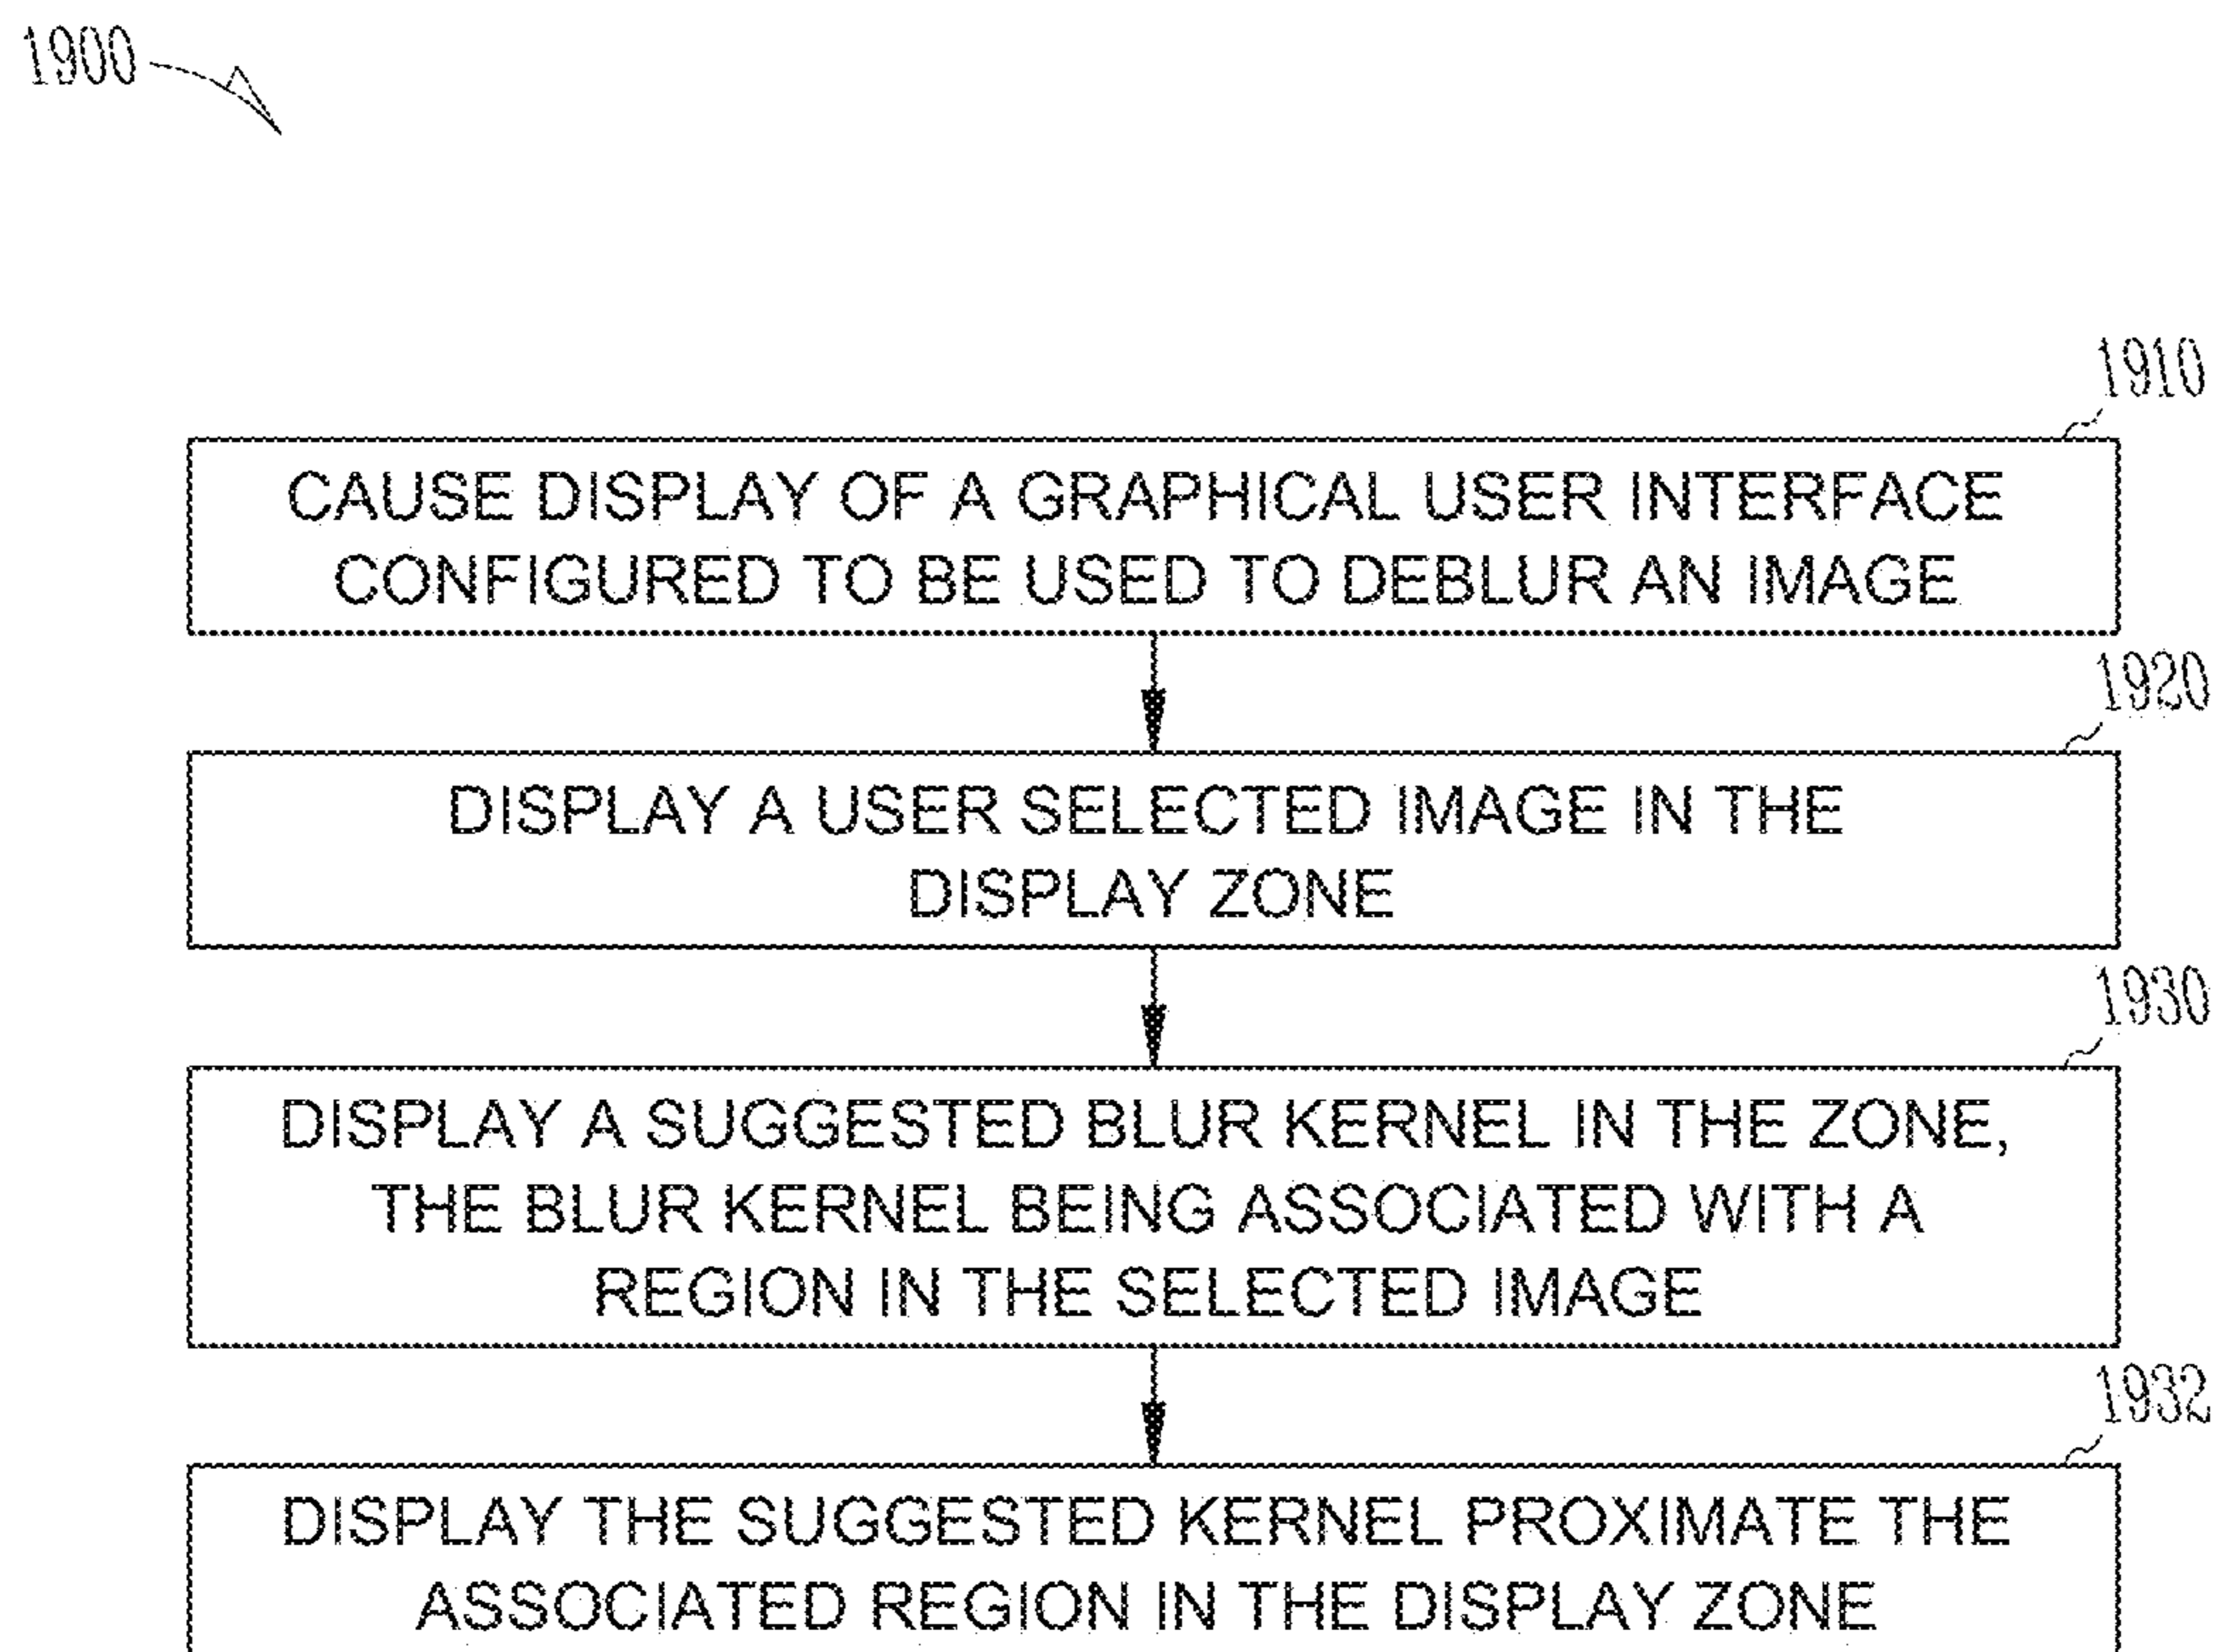 1900
1910
CAUSE DISPLAY OF A GRAPHICAL USER INTERFACE
CONFIGURED TO BE USED TO DEBLUR AN IMAGE
1920
DISPLAY A USER SELECTED IMAGE IN THE
DISPLAY ZONE
1930
DISPLAY A SUGGESTED BLUR KERNEL IN THE ZONE,
THE BLUR KERNEL BEING ASSOCIATED WITH A
REGION IN THE SELECTED IMAGE
1932
DISPLAY THE SUGGESTED KERNEL PROXIMATE THE
ASSOCIATED REGION IN THE DISPLAY ZONE